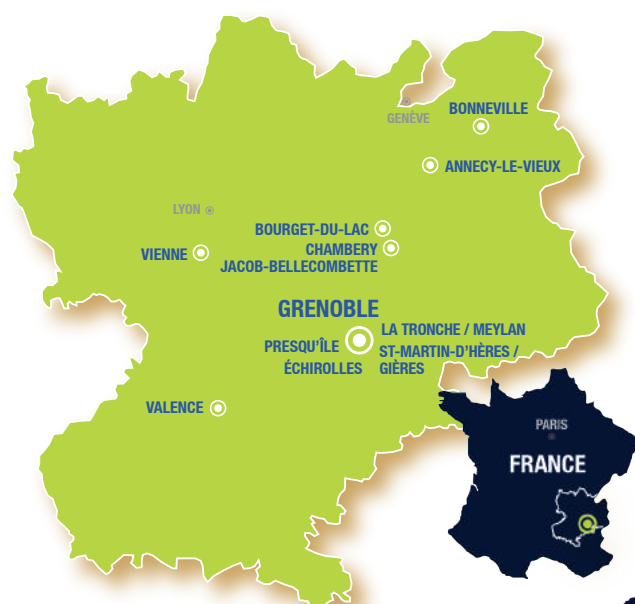 GENÈVE
BONNEVILLE
ANNECY-LE-VIEUX
LYON
BOURGET-DU-LAC
VIENNE
CHAMBERY
JACOB-BELLECOMBETTE
GRENOBLE
LA TRONCHE / MEYLAN
PRESQU'ÎLE
ST-MARTIN-D'HÈRES /
ÉCHIROLLES
GIÈRES
VALENCE
PARIS
FRANCE